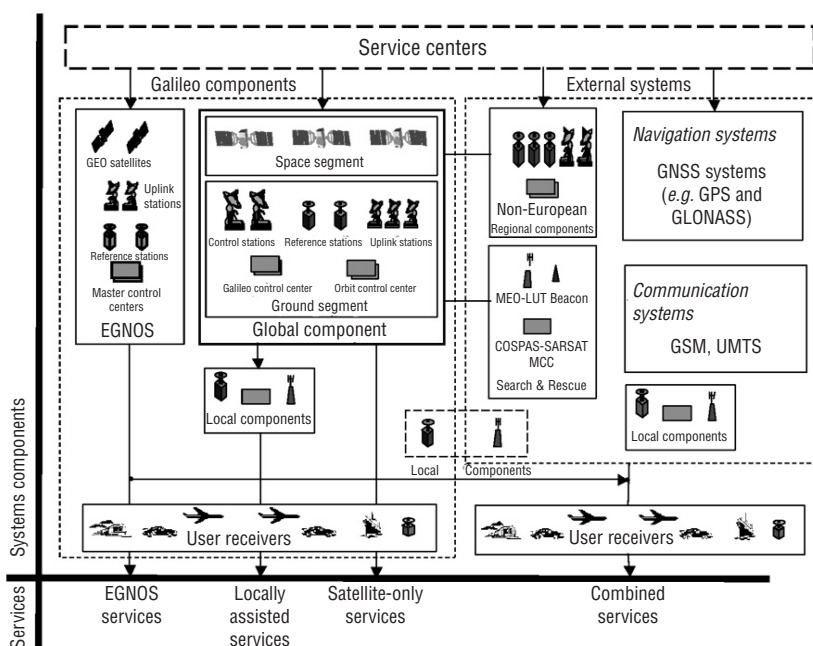 Service centers
Galileo components
External systems
GEO satellites
Uplink
stations
Reference stations
Master control
centers
EGNOS
Space segment
Control stations
Reference stations
Uplink stations
Galileo control center
Orbit control center
Ground segment
Global component
Local components
Non-European
Regional components
MEO-LUT Beacon
COSPAS-SARSAT
MCC
Search & Rescue
Navigation systems
GNSS systems
(e.g. GPS and
GLONASS)
Communication
systems
GSM, UMTS
Local components
Local Components
User receivers
User receivers
Systems components
Services
EGNOS
services
Locally
assisted
services
Satellite-only
services
Combined
services